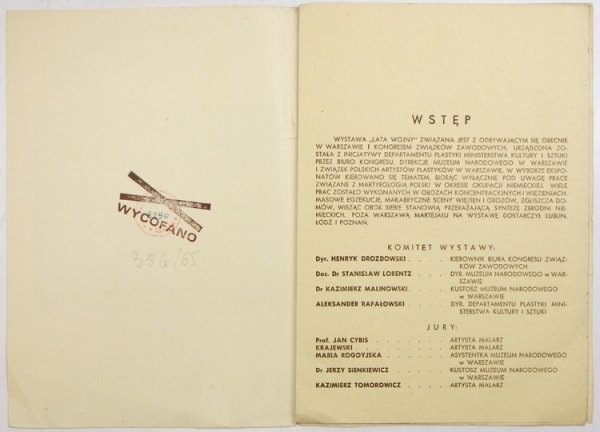 WYCOFANO
35G/65
WSTĘP
WYSTAWA „LATA WOJNY" ZWIĄZANA JEST Z ODBYWAJĄCYM SIĘ OBECNIE
W WARSZAWIE I KONGRESEM ZWIĄZKÓW ZAWODOWYCH. URZĄDZONA ZO-
STAŁA Z INICJATYWY DEPARTAMENTU PLASTYKI MINISTERSTWA KULTURY I SZTUKI
PRZEZ BIURO KONGRESU, DYREKCJE MUZEUM NARODOWEGO W WARSZAWIE
I ZWIĄZEK POLSKICH ARTYSTÓW PLASTYKÓW W WARSZAWIE. W WYBORZE EKSPO-
NATÓW KIEROWANO SIĘ TEMATEM, BIORĄC WYŁĄCZNIE POD UWAGĘ PRACE
ZWIĄZANE Z MARTYROLOGIĄ POLSKI W OKRESIE OKUPACJI NIEMIECKIEJ. WIELE
PRAC ZOSTAŁO WYKONANYCH W OBOZACH KONCENTRACYJNYCH I WIĘZIENIACH.
MASOWE EGZEKUCJE, MAKABRYCZNE SCENY WIĘZIEŃ I OBOZÓW, ZGLISZCZA DO-
MÓW, WISZĄC OBOK SIEBIE STANOWIĄ PRZERAŻAJĄCĄ, SYNTEZĘ ZBRODNI NIE-
MIECKICH. POZA WARSZAWĄ MARTEJAŁU NA WYSTAWĘ DOSTARCZYŁ LUBLIN,
ŁÓDŹ I POZNAŃ.
KOMITET WYSTAWY:
Dyr. HENRYK DROZDOWSKI . . . . KIEROWNIK BIURA KONGRESU ZWIĄZ-
KÓW ZAWODOWYCH
Doc. Dr STANISŁAW LORENTZ . . . DYR. MUZEUM NARODOWEGO w WAR-
SZAWIE
Dr KAZIMIERZ MALINOWSKI . . . . KUSTOSZ MUZEUM NARODOWEGO
w WARSZAWIE
ALEKSANDER RAFAŁOWSKI . . . . DYR. DEPARTAMENTU PLASTYKI MINI-
STERSTWA KULTURY I SZTUKI
JURY:
Prof. JAN CYBIS . . . . . . . ARTYSTA MALARZ
KRAJEWSKI . . . . . . . . . ARTYSTA MALARZ
MARIA ROGOYJSKA . . . . . . ASYSTENTKA MUZEUM NARODOWEGO
w WARSZAWIE
Dr JERZY SIENKIEWICZ . . . . . KUSTOSZ MUZEUM NARODOWEGO
w WARSZAWIE
KAZIMIERZ TOMOROWICZ . . . . ARTYSTA MALARZ